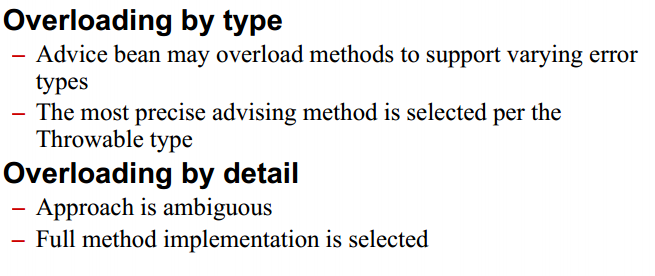 Overloading by type
– Advice bean may overload methods to support varying error
types
– The most precise advising method is selected per the
Throwable type
Overloading by detail
– Approach is ambiguous
– Full method implementation is selected